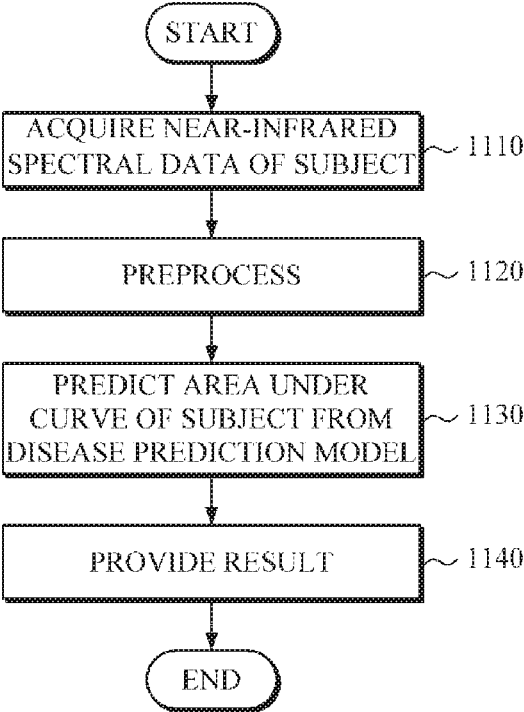 START
ACQUIRE NEAR-INFRARED
SPECTRAL DATA OF SUBJECT
1110
PREPROCESS
1120
PREDICT AREA UNDER
CURVE OF SUBJECT FROM
DISEASE PREDICTION MODEL
1130
PROVIDE RESULT
1140
END